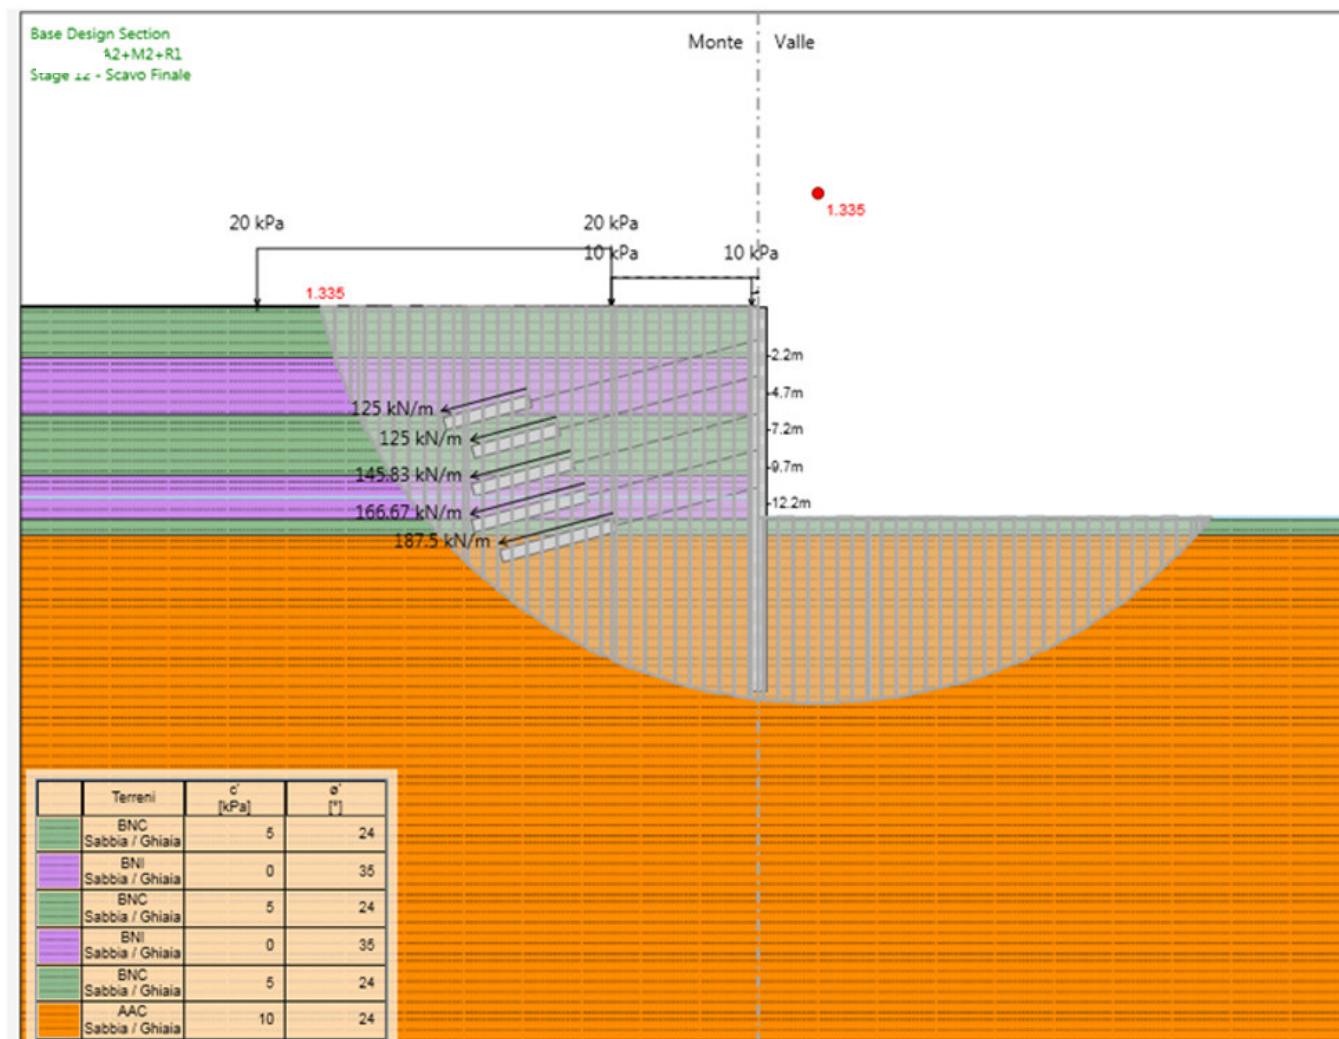 Base Design Section
A2+M2+R1
Stage 12 - Scavo Finale
Monte Valle
1.335
20 kPa 20 kPa
10 kPa 10 kPa
1.335
-2.2m
-4.7m
-7.2m
-9.7m
-12.2m
125 kN/m
125 kN/m
145.83 kN/m
166.67 kN/m
187.5 kN/m
Terreni c' [kPa] ø' [°]
BNC
Sabbia / Ghiaia 5 24
BNI
Sabbia / Ghiaia 0 35
BNC
Sabbia / Ghiaia 5 24
BNI
Sabbia / Ghiaia 0 35
BNC
Sabbia / Ghiaia 5 24
AAC
Sabbia / Ghiaia 10 24